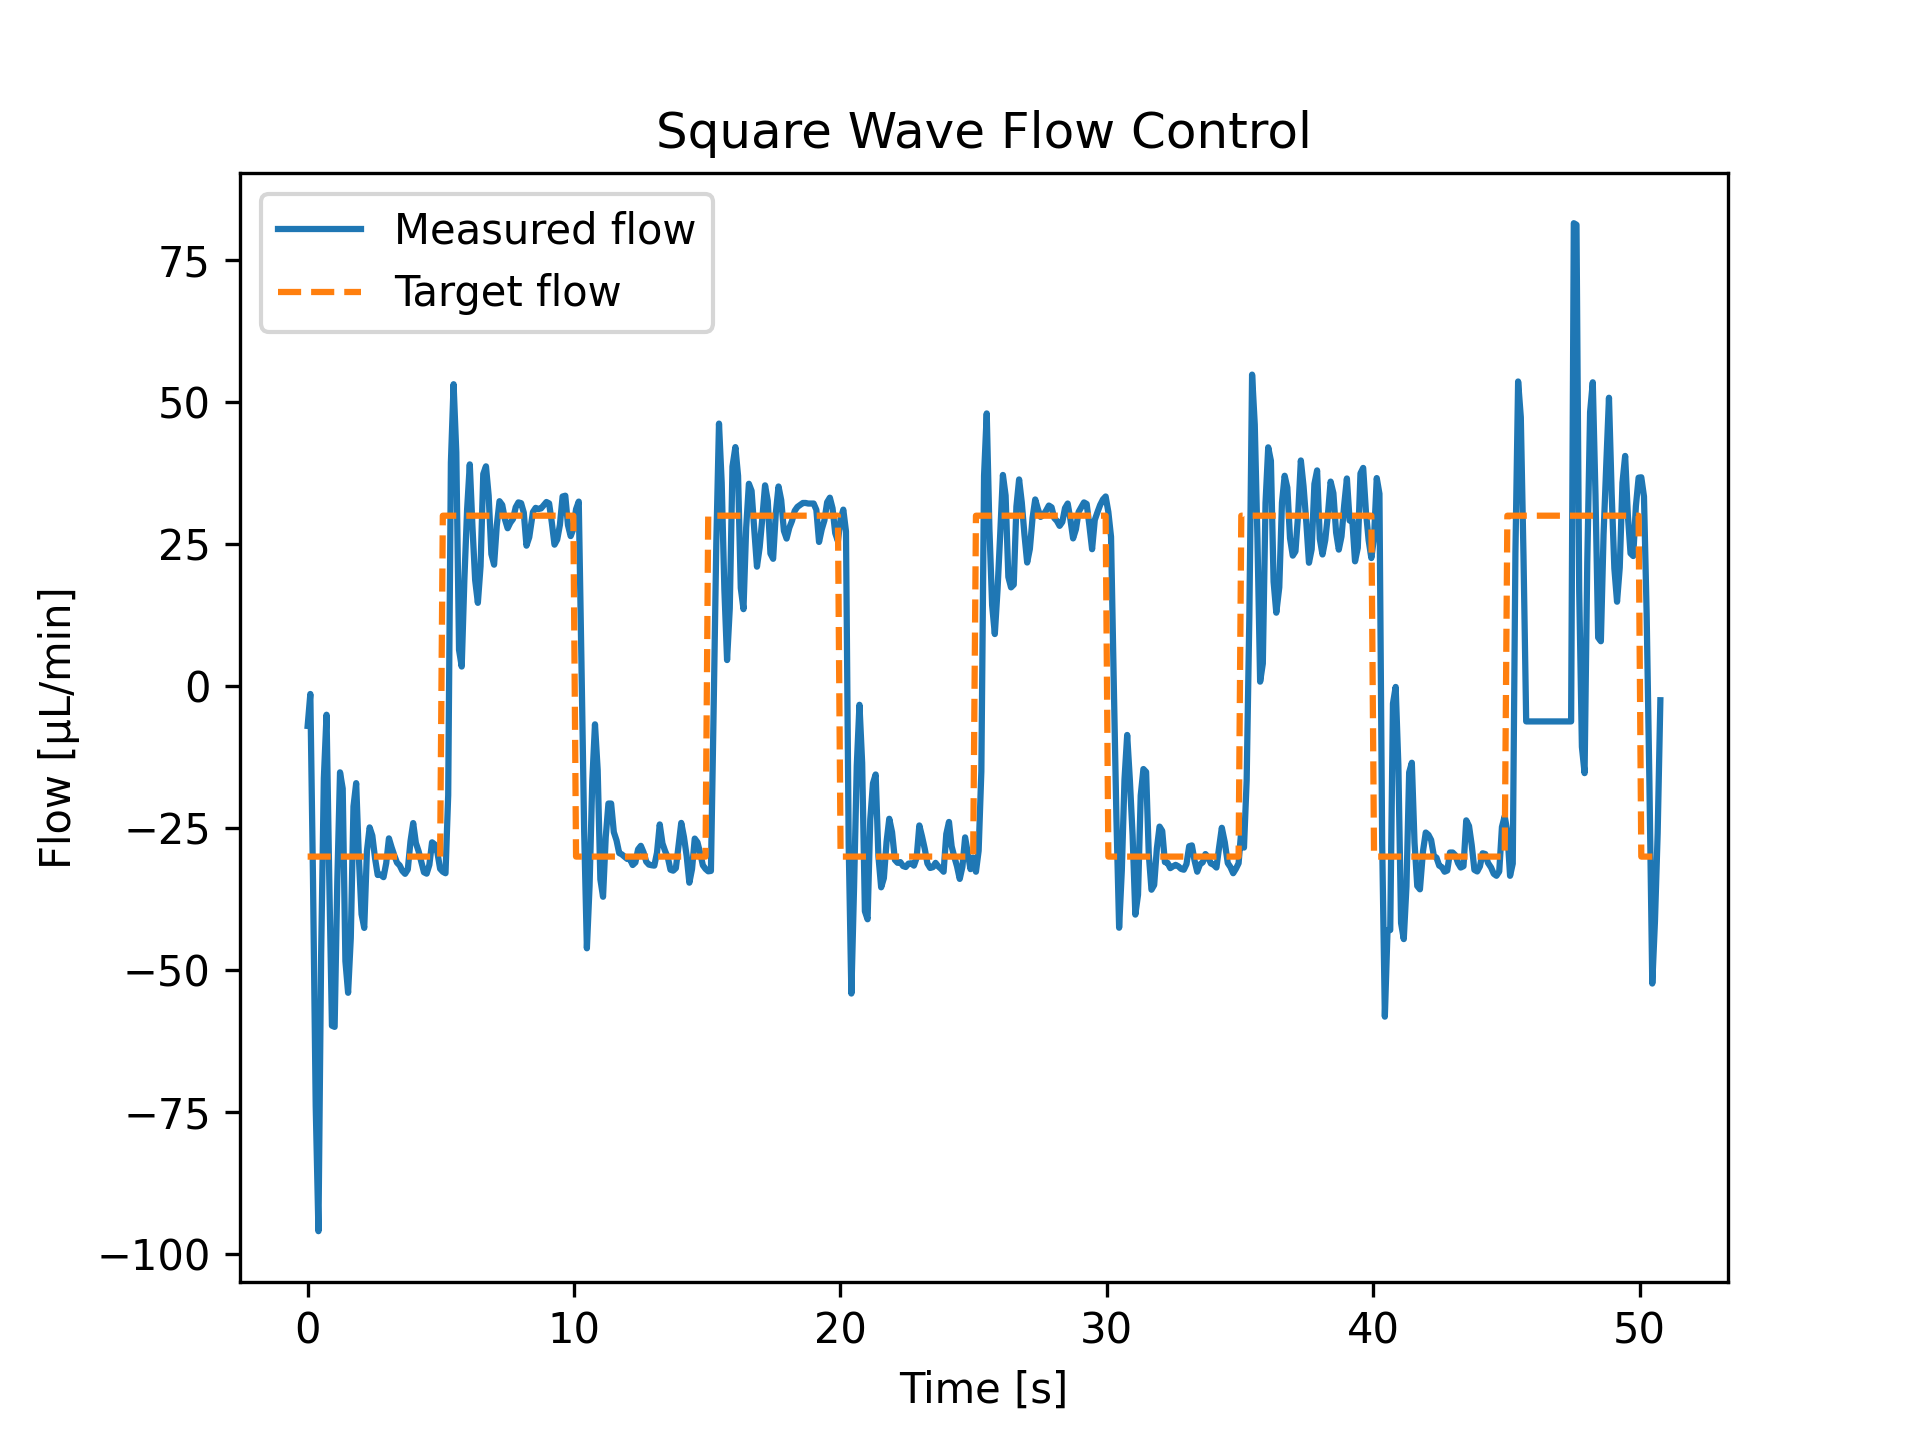 Square Wave Flow Control
Measured flow
Target flow
Flow [µL/min]
75
50
25
0
−25
−50
−75
−100
0 10 20 30 40 50
Time [s]